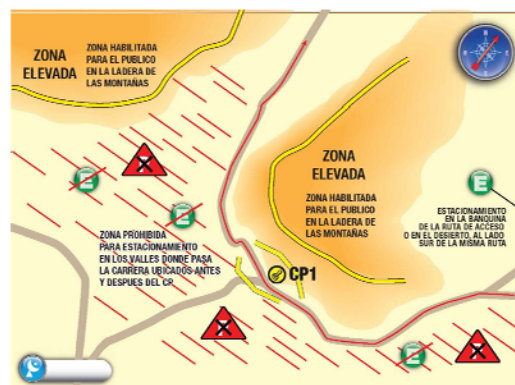 ZONA
ELEVADA
ZONA HABILITADA
PARA EL PUBLICO
EN LA LADERA DE
LAS MONTAÑAS
ZONA
ELEVADA
ZONA HABILITADA
PARA EL PUBLICO
EN LA LADERA DE
LAS MONTAÑAS
E
E
E
ESTACIONAMIENTO
EN LA BANQUINA
DE LA RUTA DE ACCESO
O EN EL DESIERTO, AL LADO
SUR DE LA MISMA RUTA
ZONA PROHIBIDA
PARA ESTACIONAMIENTO
EN LOS VALLES DONDE PASA
LA CARRERA UBICADOS ANTES
Y DESPUES DEL CP.
CP1
E